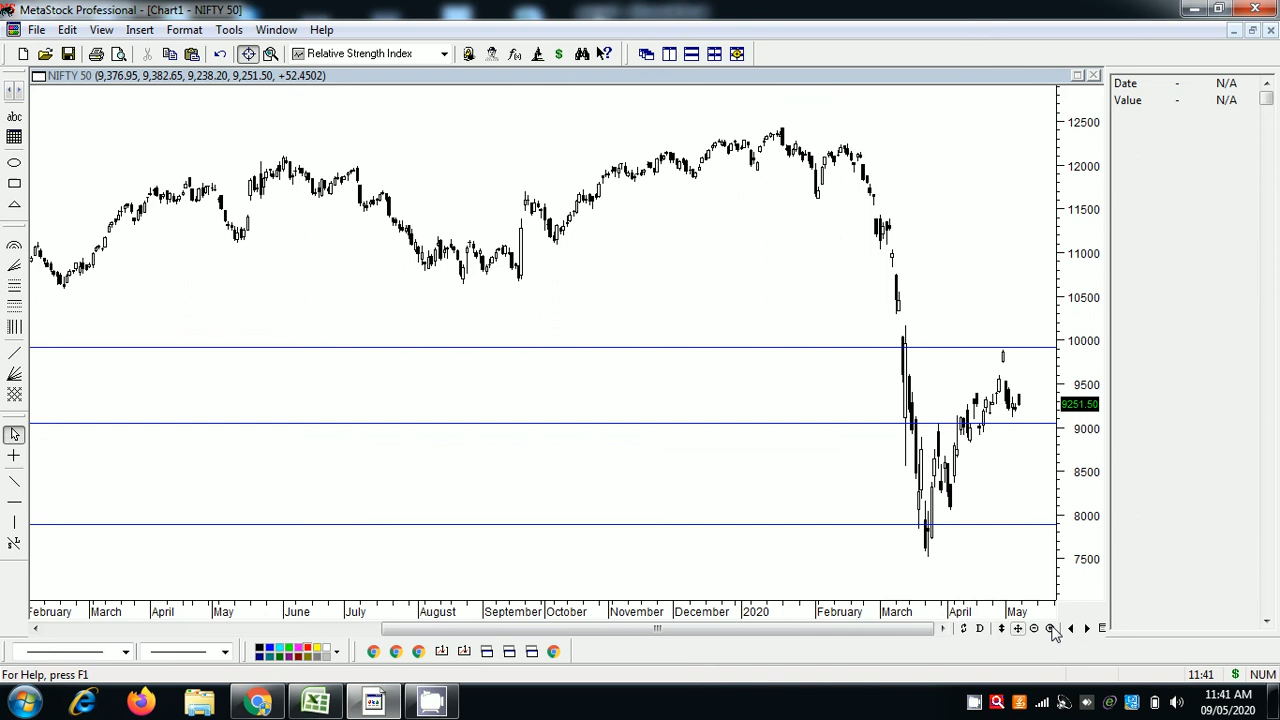 MetaStock Professional - [Chart1 - NIFTY 50]
File Edit View Insert Format Tools Window Help
Relative Strength Index
NIFTY 50 (9,376.95, 9,382.65, 9,238.20, 9,251.50, +52.4502)
Date - N/A
Value - N/A
abc
12500
12000
11500
11000
10500
10000
9500
9251.50
9000
8500
8000
7500
February March April May June July August September October November December 2020 February March April May
D
For Help, press F1
11:41 $ NUM
11:41 AM
09/05/2020